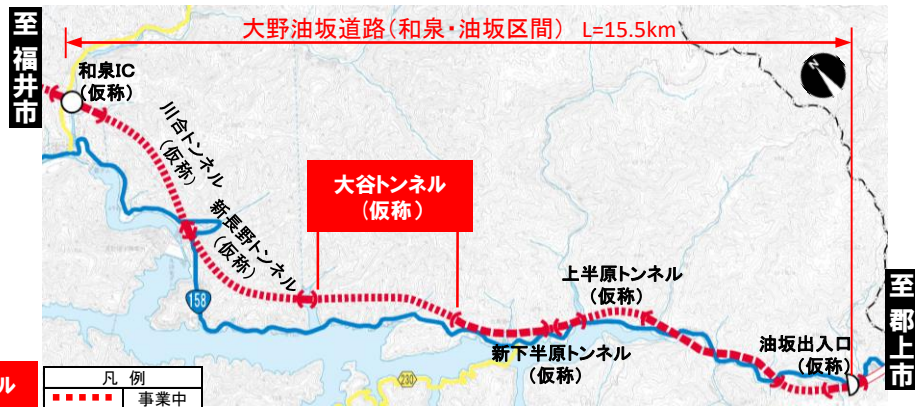 大野油坂道路(和泉・油坂区間) L=15.5km
至 福井市
和泉IC
(仮称)
N
川合トンネル
(仮称)
新長野トンネル
(仮称)
大谷トンネル
(仮称)
158
上半原トンネル
(仮称)
新下半原トンネル
(仮称)
230
油坂出入口
(仮称)
至 郡上市
ル
凡 例
事業中